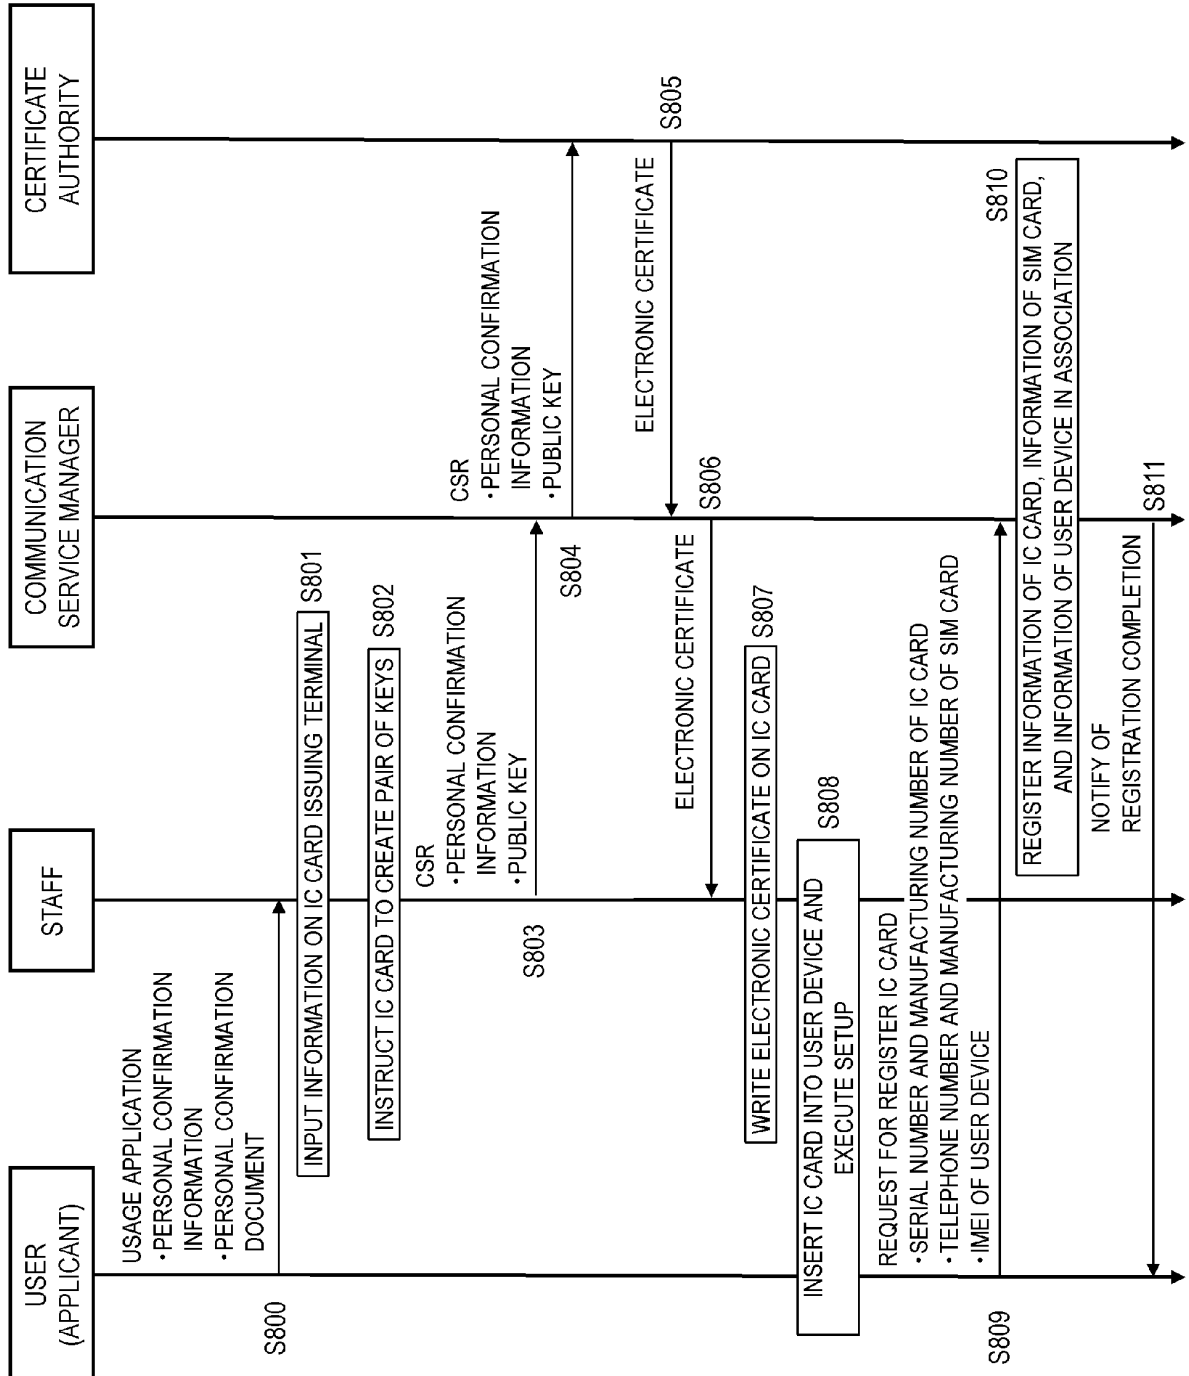 USER
(APPLICANT)
STAFF
COMMUNICATION
SERVICE MANAGER
CERTIFICATE
AUTHORITY
USAGE APPLICATION
・PERSONAL CONFIRMATION
INFORMATION
・PERSONAL CONFIRMATION
DOCUMENT
S800
INPUT INFORMATION ON IC CARD ISSUING TERMINAL
S801
INSTRUCT IC CARD TO CREATE PAIR OF KEYS
S802
CSR
・PERSONAL CONFIRMATION
INFORMATION
・PUBLIC KEY
S803
CSR
・PERSONAL CONFIRMATION
INFORMATION
・PUBLIC KEY
S804
ELECTRONIC CERTIFICATE
S805
ELECTRONIC CERTIFICATE
S806
WRITE ELECTRONIC CERTIFICATE ON IC CARD
S807
INSERT IC CARD INTO USER DEVICE AND
EXECUTE SETUP
S808
REQUEST FOR REGISTER IC CARD
・SERIAL NUMBER AND MANUFACTURING NUMBER OF IC CARD
・TELEPHONE NUMBER AND MANUFACTURING NUMBER OF SIM CARD
・IMEI OF USER DEVICE
S809
S810
REGISTER INFORMATION OF IC CARD, INFORMATION OF SIM CARD,
AND INFORMATION OF USER DEVICE IN ASSOCIATION
NOTIFY OF
REGISTRATION COMPLETION
S811